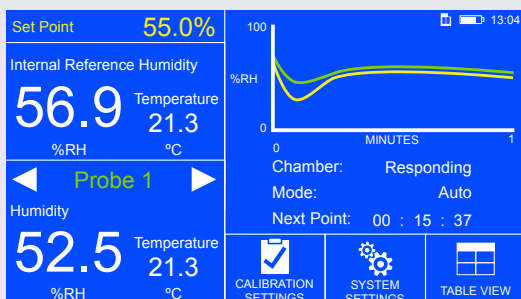 Set Point 55.0%
Internal Reference Humidity
56.9
%RH
Temperature
21.3
ºC
Probe 1
Humidity
52.5
%RH
Temperature
21.3
ºC
13:04
100
%RH
0
0
MINUTES
1
Chamber: Responding
Mode: Auto
Next Point: 00 : 15 : 37
CALIBRATION
SETTINGS
SYSTEM
SETTINGS
TABLE VIEW